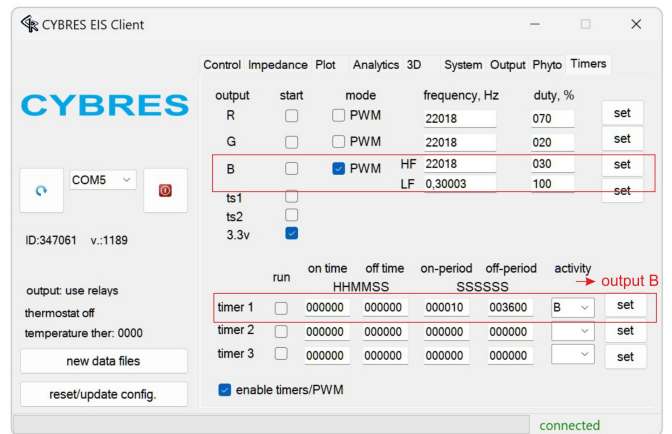 CYBRES EIS Client
Control Impedance Plot Analytics 3D System Output Phyto Timers
CYBRES
output start mode frequency, Hz duty, %
R PWM 22018 070 set
G PWM 22018 020 set
B PWM HF 22018 030 set
LF 0,30003 100 set
COM5
ts1
ts2
3.3v
ID:347061 v.:1189
on time off time on-period off-period activity
run HHMMSS SSSSSS
output B
output: use relays
timer 1 000000 000000 000010 003600 B set
thermostat off
timer 2 000000 000000 000000 000000 set
temperature ther: 0000
timer 3 000000 000000 000000 000000 set
new data files
enable timers/PWM
reset/update config.
connected